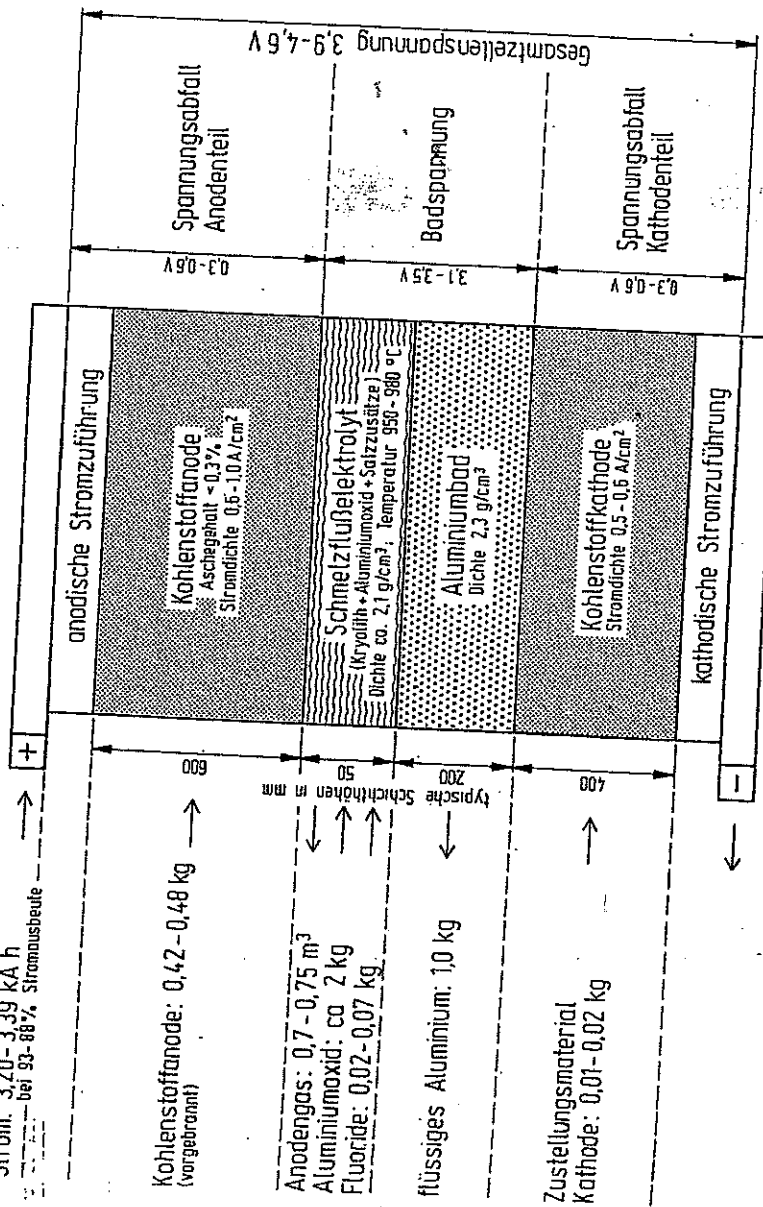 Strom: 3,20-3,39 kA h
bei 93-88% Stromausbeute
+
anodische Stromzuführung
Kohlenstoffanode: 0,42-0,48 kg
(vorgebrannt)
600
Kohlenstoffanode
Aschegehalt <0,3%
Stromdichte 0,6-1,0 A/cm²
0,3-0,6 V
Spannungsabfall
Anodenteil
Anodengas: 0,7-0,75 m³
Aluminiumoxid: ca 2 kg
Fluoride: 0,02-0,07 kg
50
typische Schichthöhen in mm
Schmelzflußelektrolyt
(Kryolith+Aluminiumoxid+Salzzusätze)
Dichte ca. 2,1 g/cm³; Temperatur 950-980 °C
3,1-3,5 V
Badspannung
Gesamtzellenspannung 3,9-4,6 V
flüssiges Aluminium: 1,0 kg
200
Aluminiumbad
Dichte 2,3 g/cm³
Zustellungsmaterial
Kathode: 0,01-0,02 kg
400
Kohlenstoffkathode
Stromdichte 0,5-0,6 A/cm²
0,3-0,6 V
Spannungsabfall
Kathodenteil
kathodische Stromzuführung
-